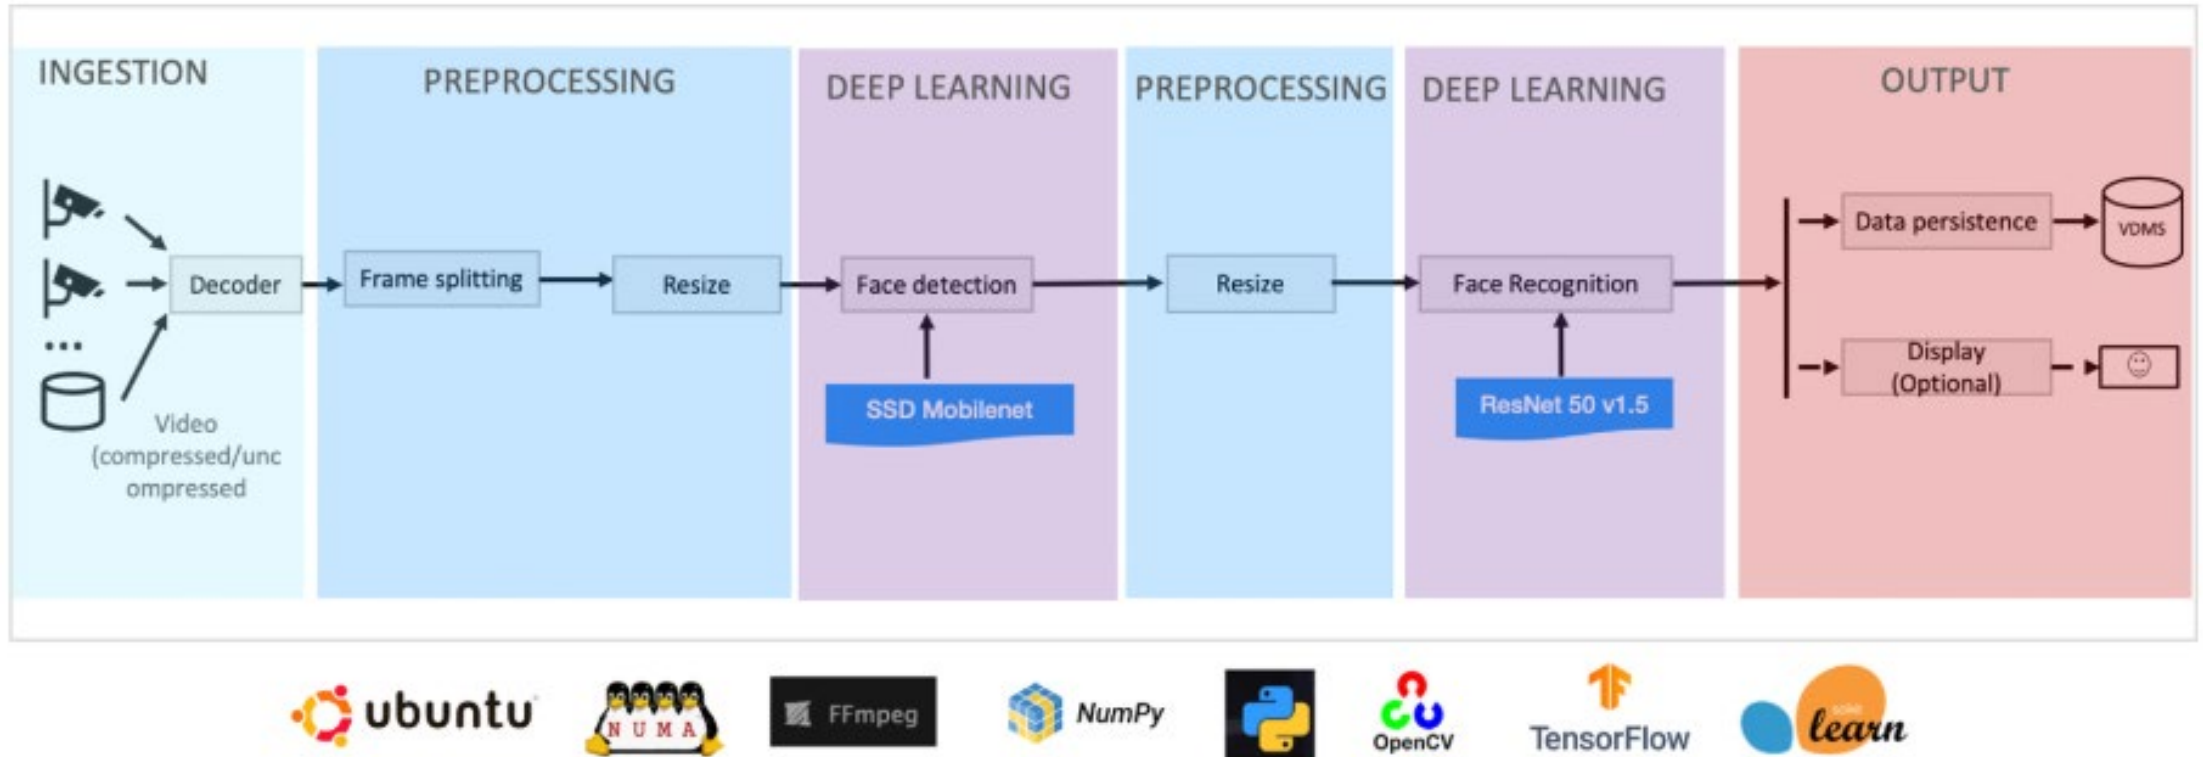 INGESTION
PREPROCESSING
DEEP LEARNING
PREPROCESSING
DEEP LEARNING
OUTPUT
Decoder
Frame splitting
Resize
Face detection
Resize
Face Recognition
Data persistence
VDMS
Display
(Optional)
...
Video
(compressed/unc
ompressed
SSD Mobilenet
ResNet 50 v1.5
ubuntu
NUMA
FFmpeg
NumPy
OpenCV
TensorFlow
scikit
learn